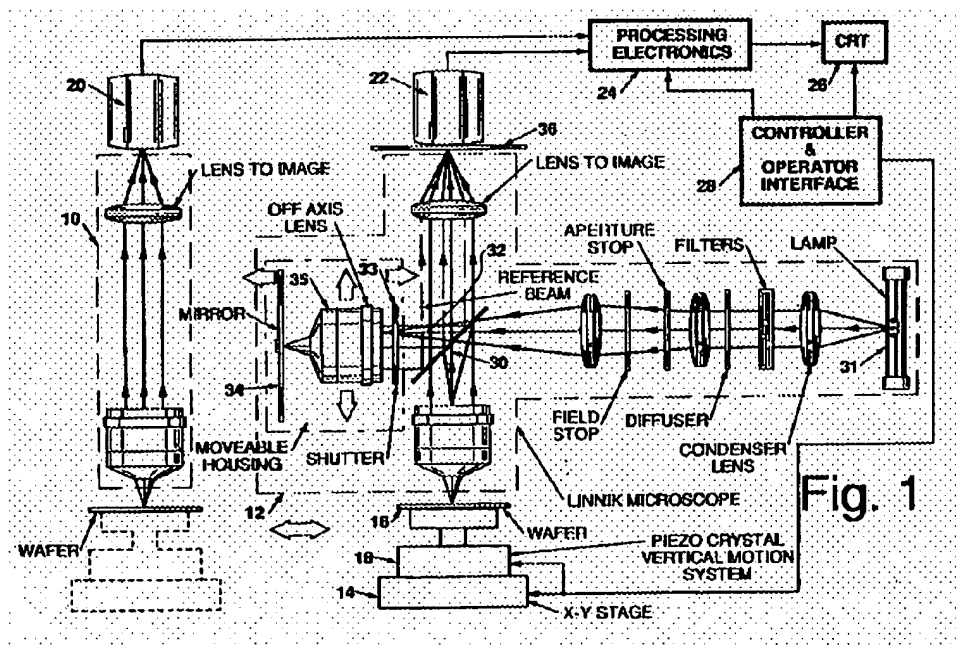 PROCESSING
ELECTRONICS
24
CRT
26
20
22
36
CONTROLLER
&
OPERATOR
INTERFACE
28
LENS TO IMAGE
LENS TO IMAGE
10
OFF AXIS
LENS
33
32
35
REFERENCE
BEAM
APERTURE
STOP
FILTERS
LAMP
MIRROR
34
30
31
FIELD
STOP
DIFFUSER
CONDENSER
LENS
MOVEABLE
HOUSING
SHUTTER
LINNIK MICROSCOPE
Fig. 1
12
16
WAFER
WAFER
18
PIEZO CRYSTAL
VERTICAL MOTION
SYSTEM
14
X-Y STAGE